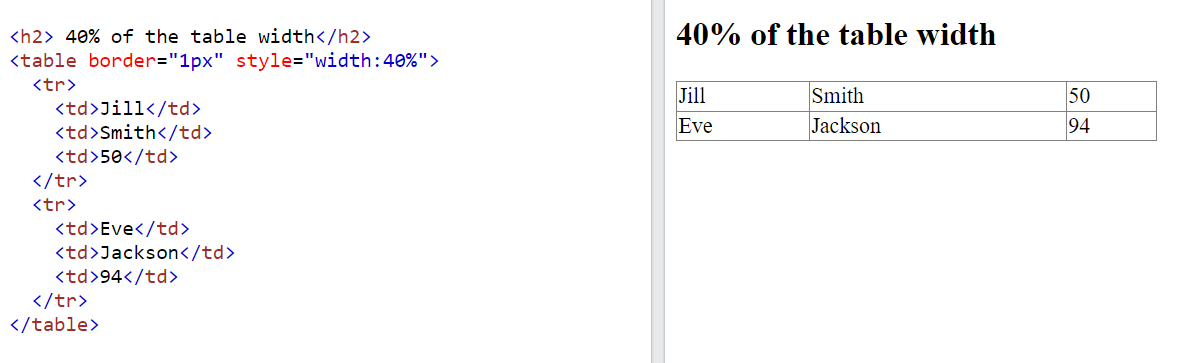 <h2> 40% of the table width</h2>
<table border="1px" style="width:40%">
  <tr>
    <td>Jill</td>
    <td>Smith</td>
    <td>50</td>
  </tr>
  <tr>
    <td>Eve</td>
    <td>Jackson</td>
    <td>94</td>
  </tr>
</table>
40% of the table width
Jill Smith 50
Eve Jackson 94